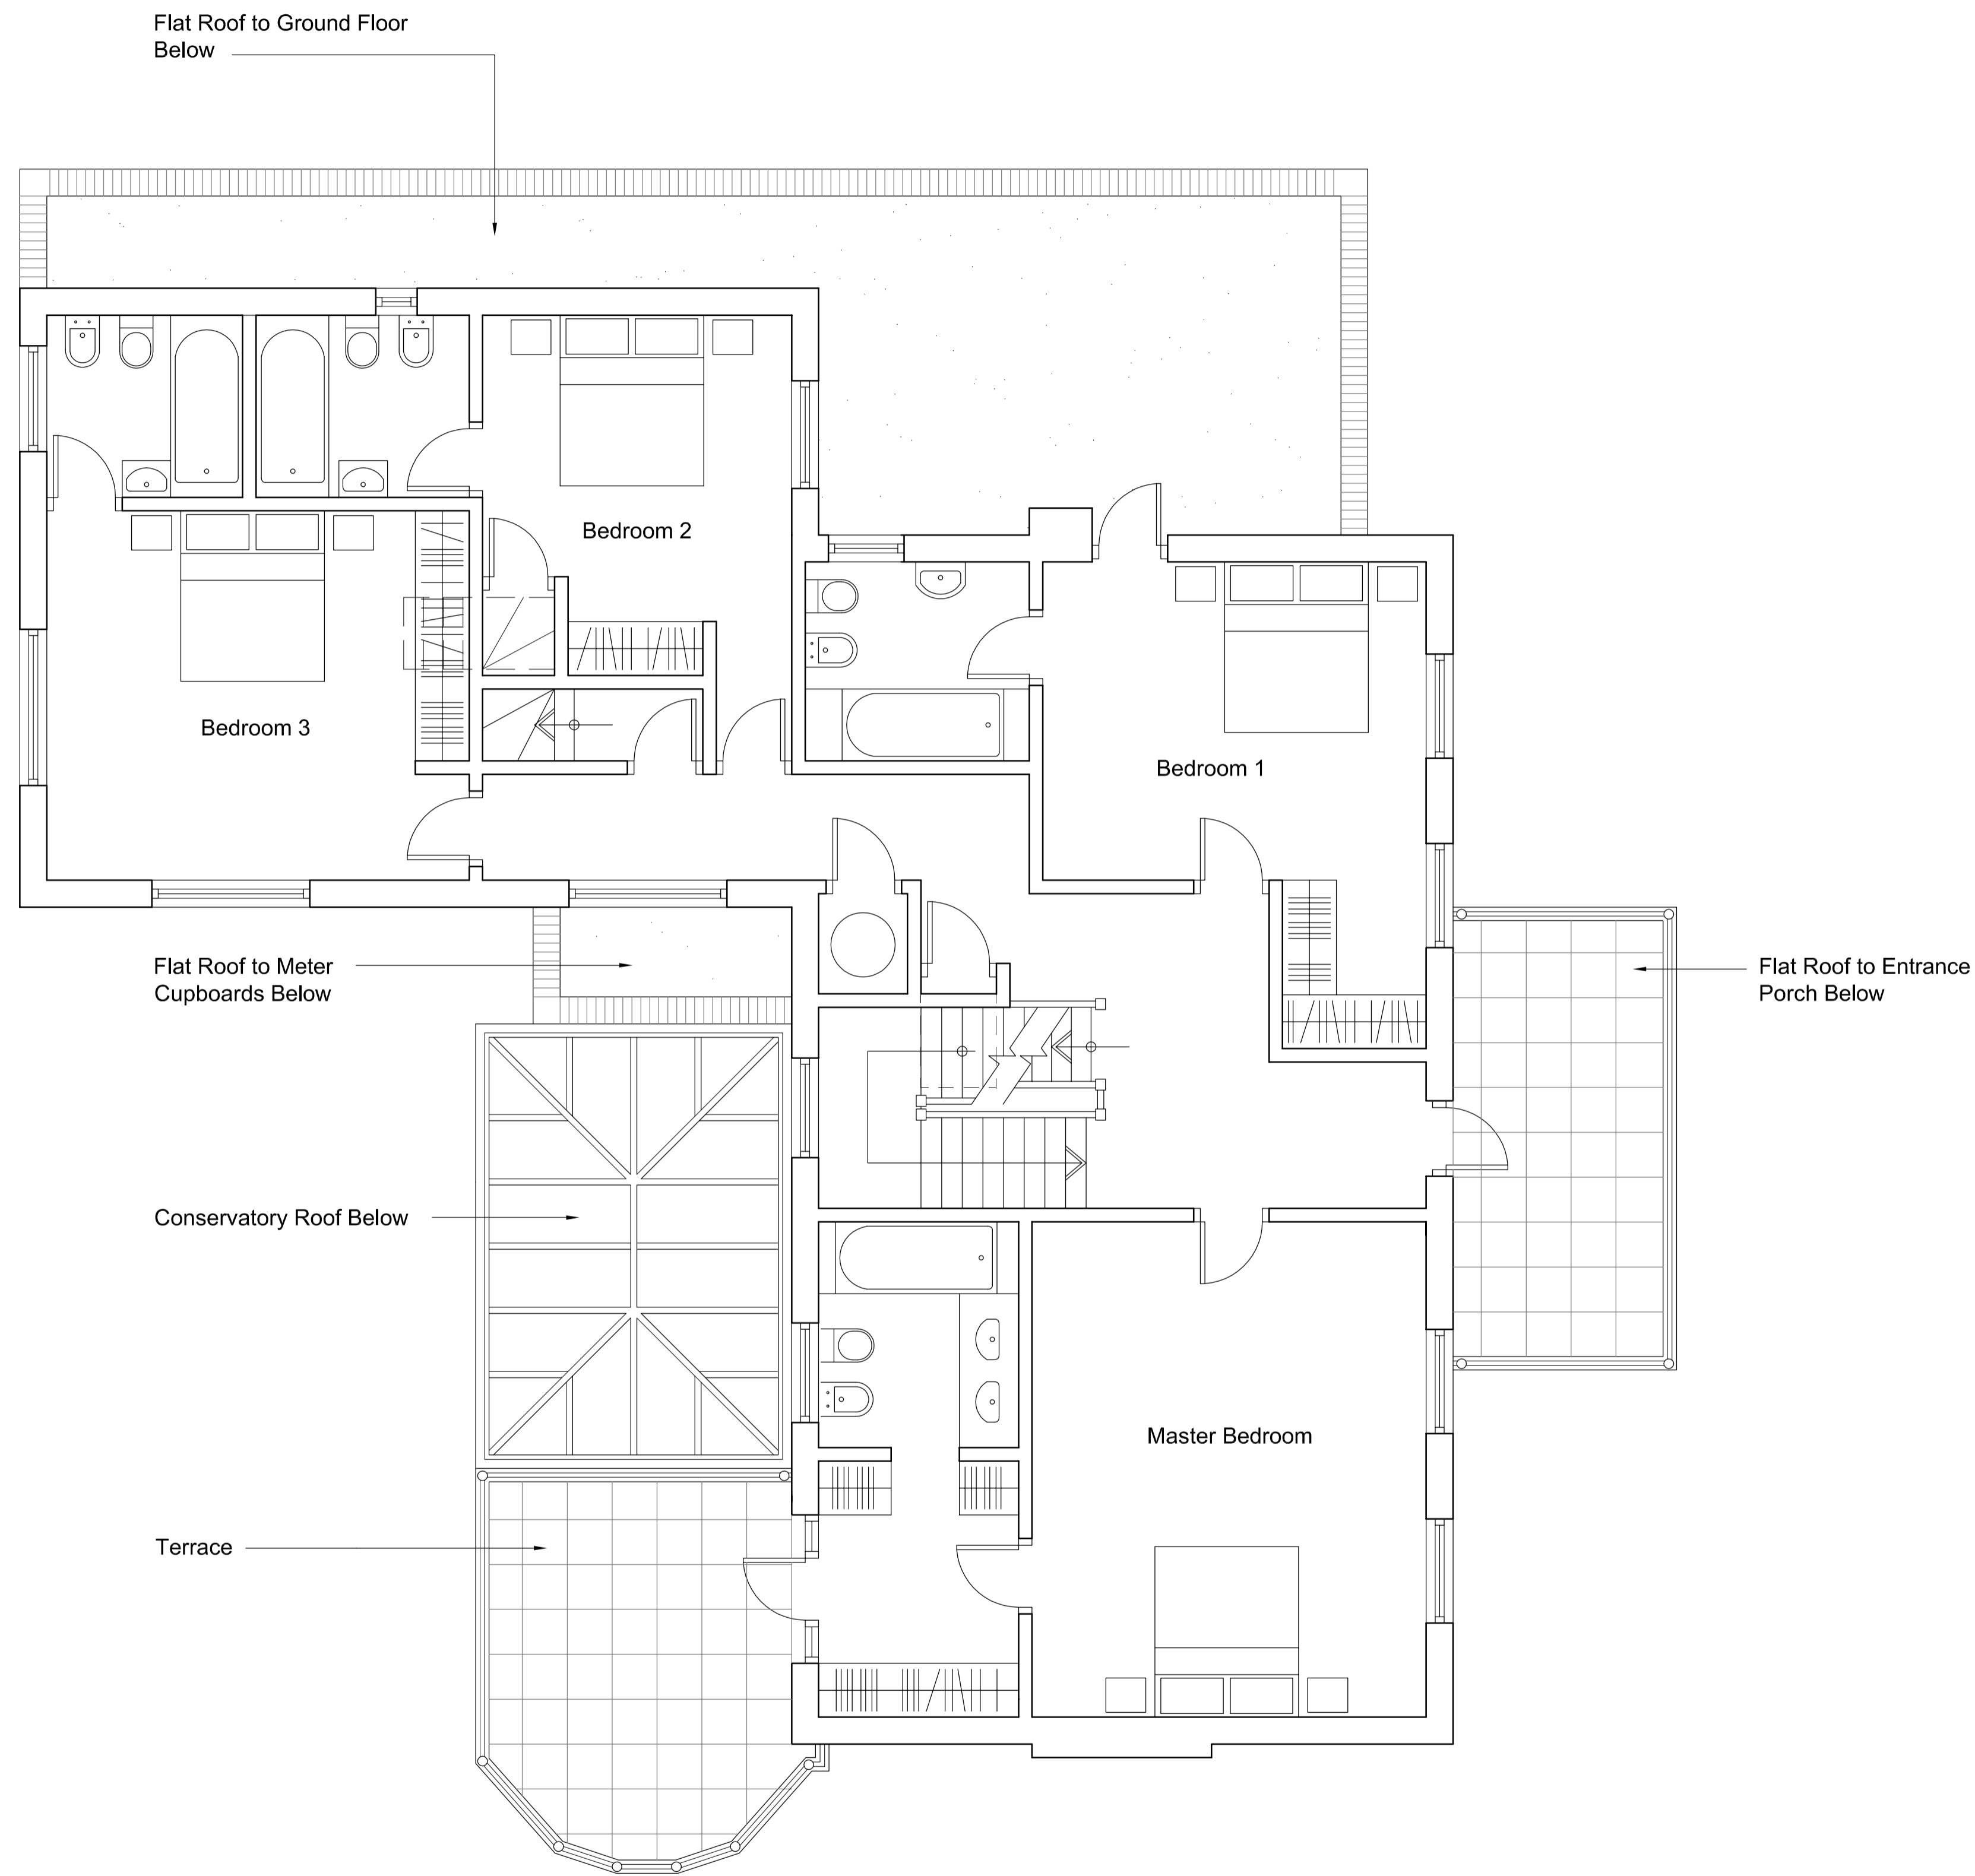 Flat Roof to Ground Floor
Below
Bedroom 2
Bedroom 3
Bedroom 1
Flat Roof to Meter
Cupboards Below
Flat Roof to Entrance
Porch Below
Conservatory Roof Below
Master Bedroom
Terrace